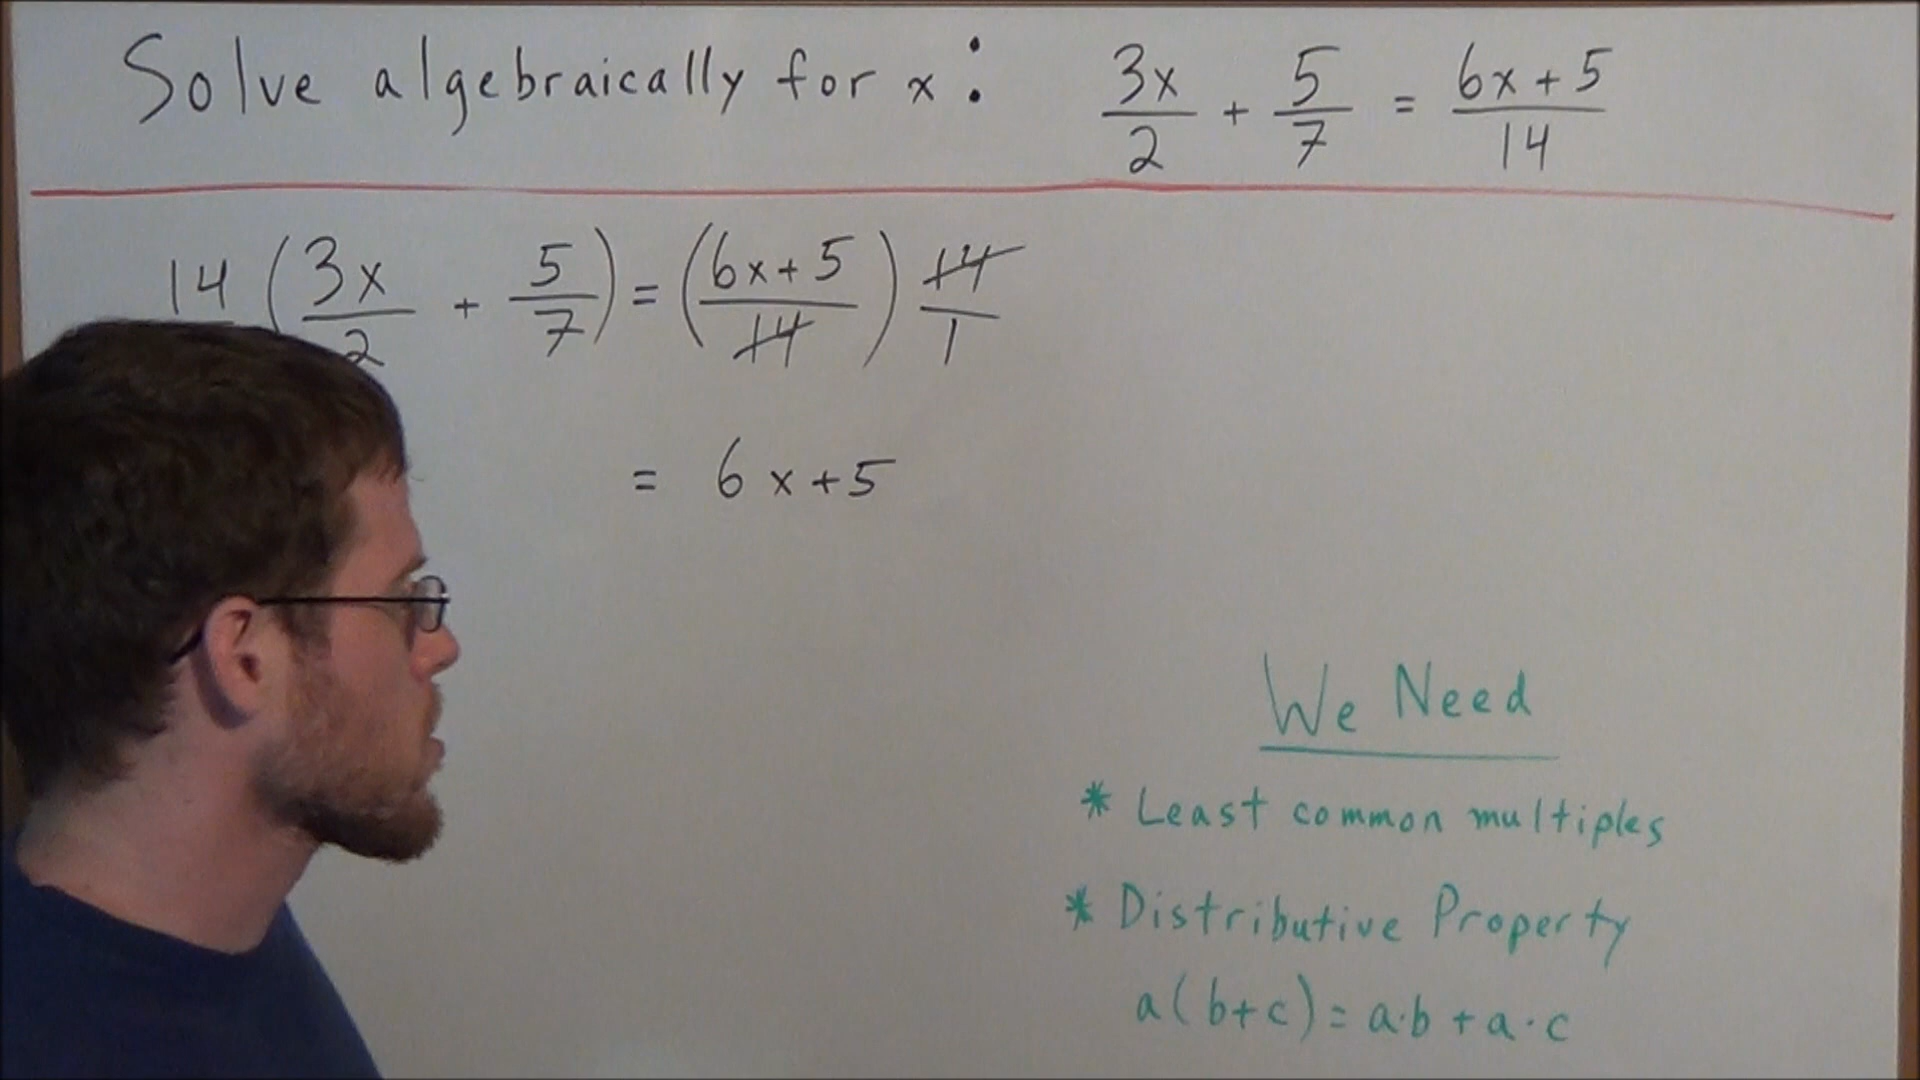 Solve algebraically for x: 3x/2 + 5/7 = 6x+5/14
14 (3x/2 + 5/7) = (6x+5/14) 14/1
= 6x+5
We Need
* Least common multiples
* Distributive Property
a(b+c)=a·b+a·c